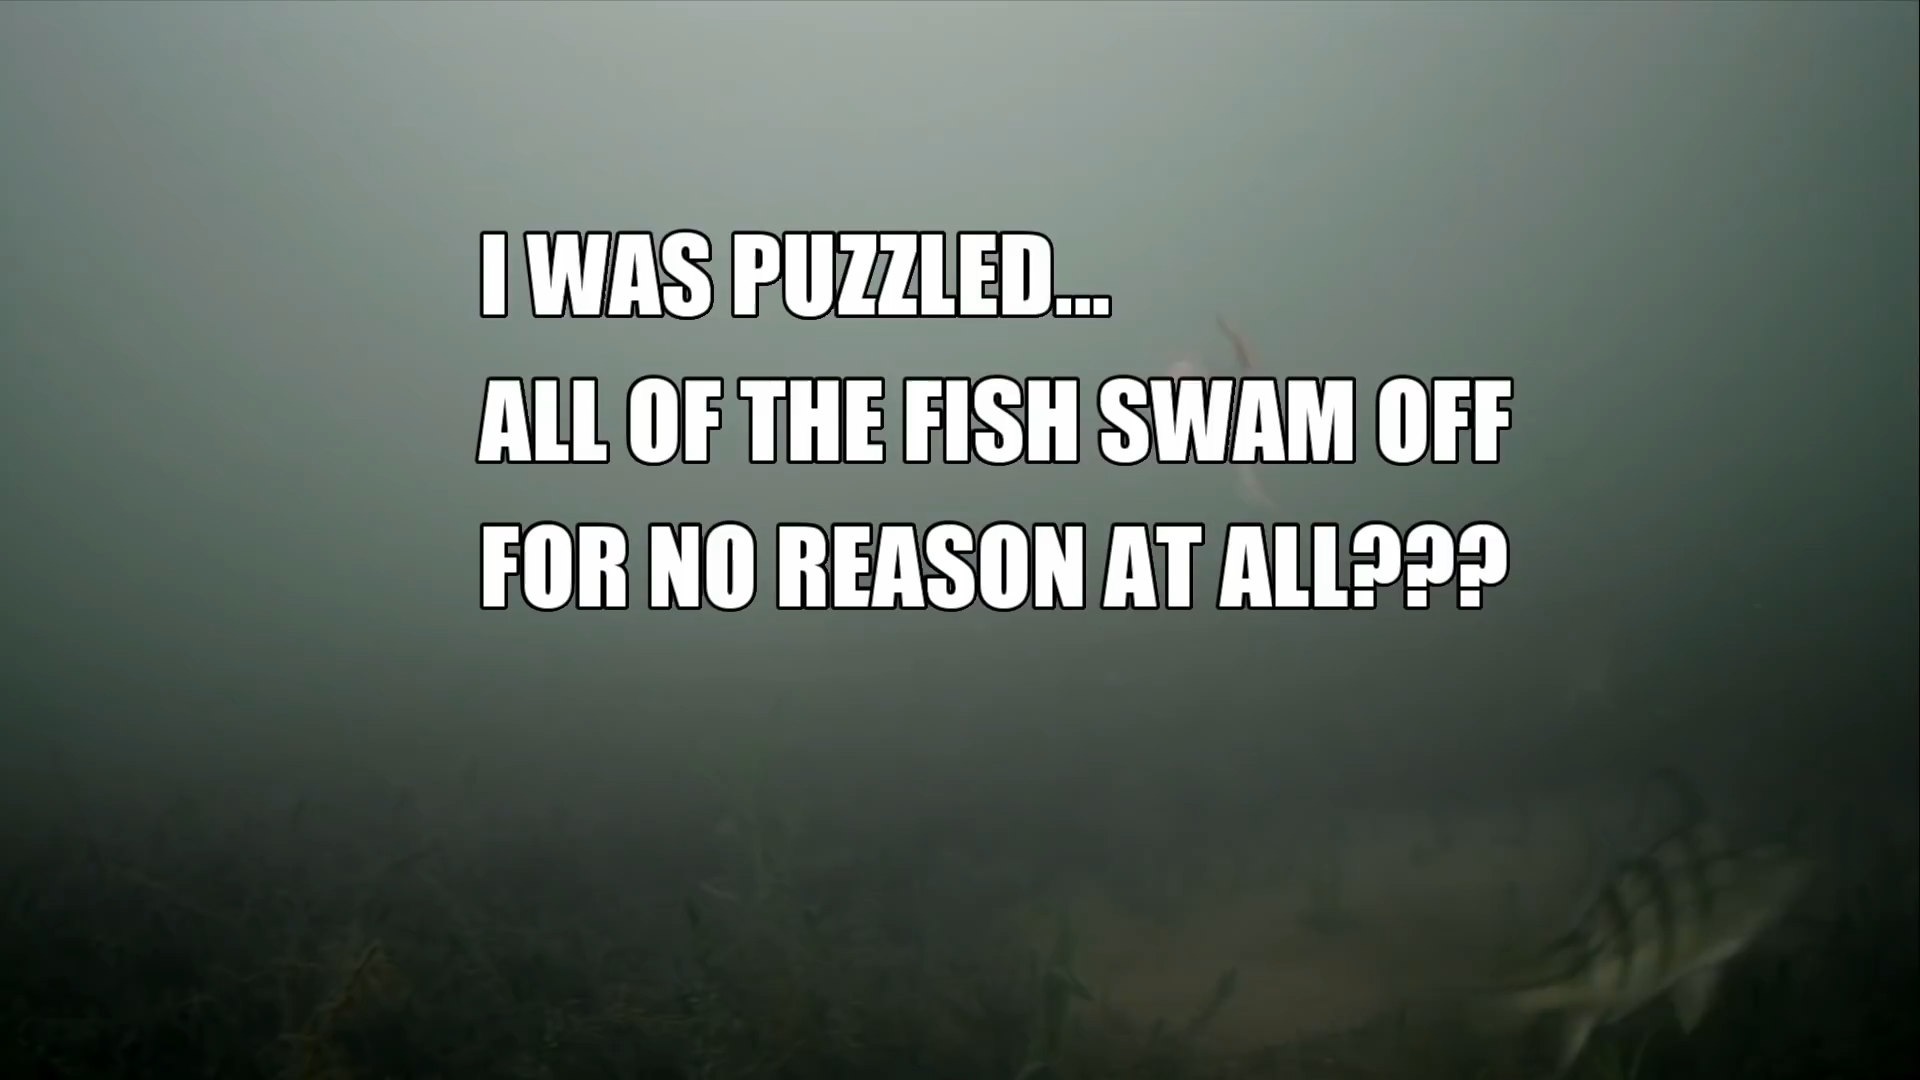 I WAS PUZZLED...
ALL OF THE FISH SWAM OFF
FOR NO REASON AT ALL???